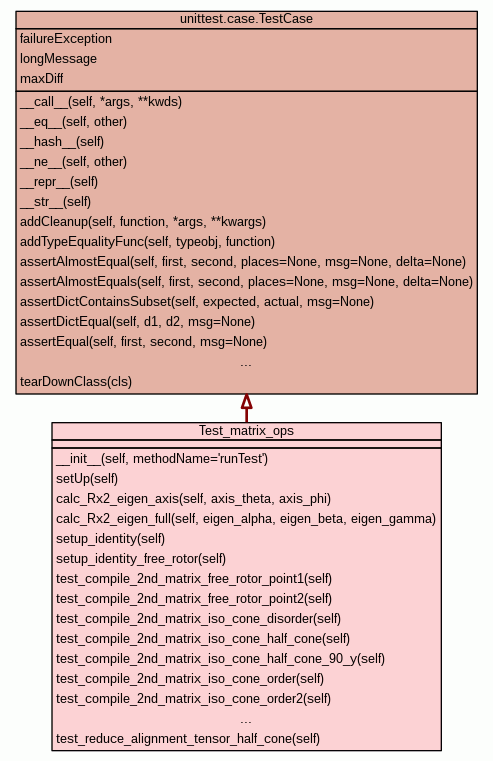 unittest.case.TestCase
failureException
longMessage
maxDiff
__call__(self, *args, **kwds)
__eq__(self, other)
__hash__(self)
__ne__(self, other)
__repr__(self)
__str__(self)
addCleanup(self, function, *args, **kwargs)
addTypeEqualityFunc(self, typeobj, function)
assertAlmostEqual(self, first, second, places=None, msg=None, delta=None)
assertAlmostEquals(self, first, second, places=None, msg=None, delta=None)
assertDictContainsSubset(self, expected, actual, msg=None)
assertDictEqual(self, d1, d2, msg=None)
assertEqual(self, first, second, msg=None)
...
tearDownClass(cls)
Test_matrix_ops
__init__(self, methodName='runTest')
setUp(self)
calc_Rx2_eigen_axis(self, axis_theta, axis_phi)
calc_Rx2_eigen_full(self, eigen_alpha, eigen_beta, eigen_gamma)
setup_identity(self)
setup_identity_free_rotor(self)
test_compile_2nd_matrix_free_rotor_point1(self)
test_compile_2nd_matrix_free_rotor_point2(self)
test_compile_2nd_matrix_iso_cone_disorder(self)
test_compile_2nd_matrix_iso_cone_half_cone(self)
test_compile_2nd_matrix_iso_cone_half_cone_90_y(self)
test_compile_2nd_matrix_iso_cone_order(self)
test_compile_2nd_matrix_iso_cone_order2(self)
...
test_reduce_alignment_tensor_half_cone(self)